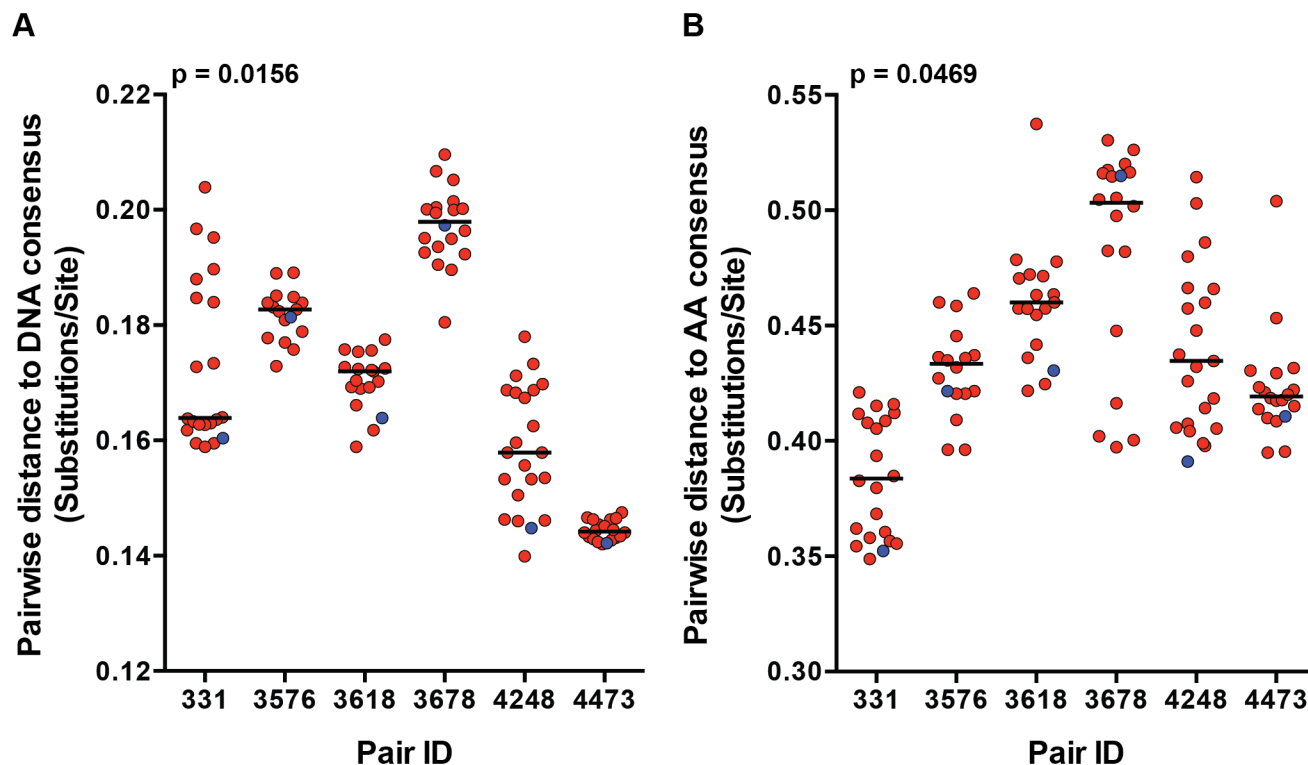 A
p = 0.0156
Pairwise distance to DNA consensus
(Substitutions/Site)
0.22
0.20
0.18
0.16
0.14
0.12
331 3576 3618 3678 4248 4473
Pair ID
B
p = 0.0469
Pairwise distance to AA consensus
(Substitutions/Site)
0.55
0.50
0.45
0.40
0.35
0.30
331 3576 3618 3678 4248 4473
Pair ID